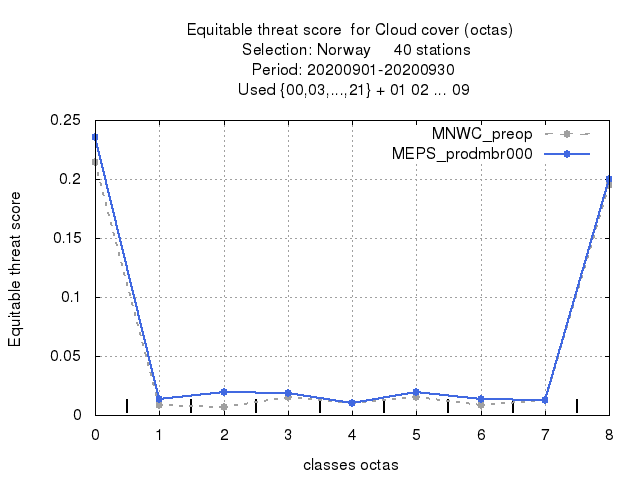 Equitable threat score  for Cloud cover (octas)
Selection: Norway     40 stations
Period: 20200901-20200930
Used {00,03,...,21} + 01 02 ... 09
MNWC_preop
MEPS_prodmbr000
Equitable threat score
0.25
0.2
0.15
0.1
0.05
0
0 1 2 3 4 5 6 7 8
classes octas